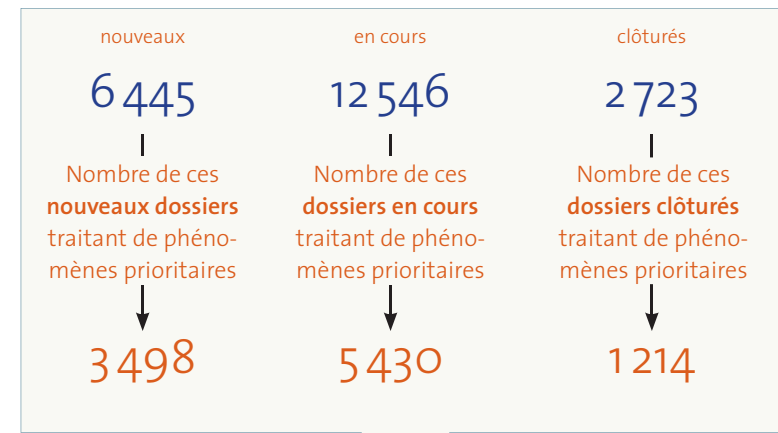 nouveaux
6 445
Nombre de ces
nouveaux dossiers
traitant de phéno-
mènes prioritaires
3 498
en cours
12 546
Nombre de ces
dossiers en cours
traitant de phéno-
mènes prioritaires
5 430
clôturés
2 723
Nombre de ces
dossiers clôturés
traitant de phéno-
mènes prioritaires
1 214